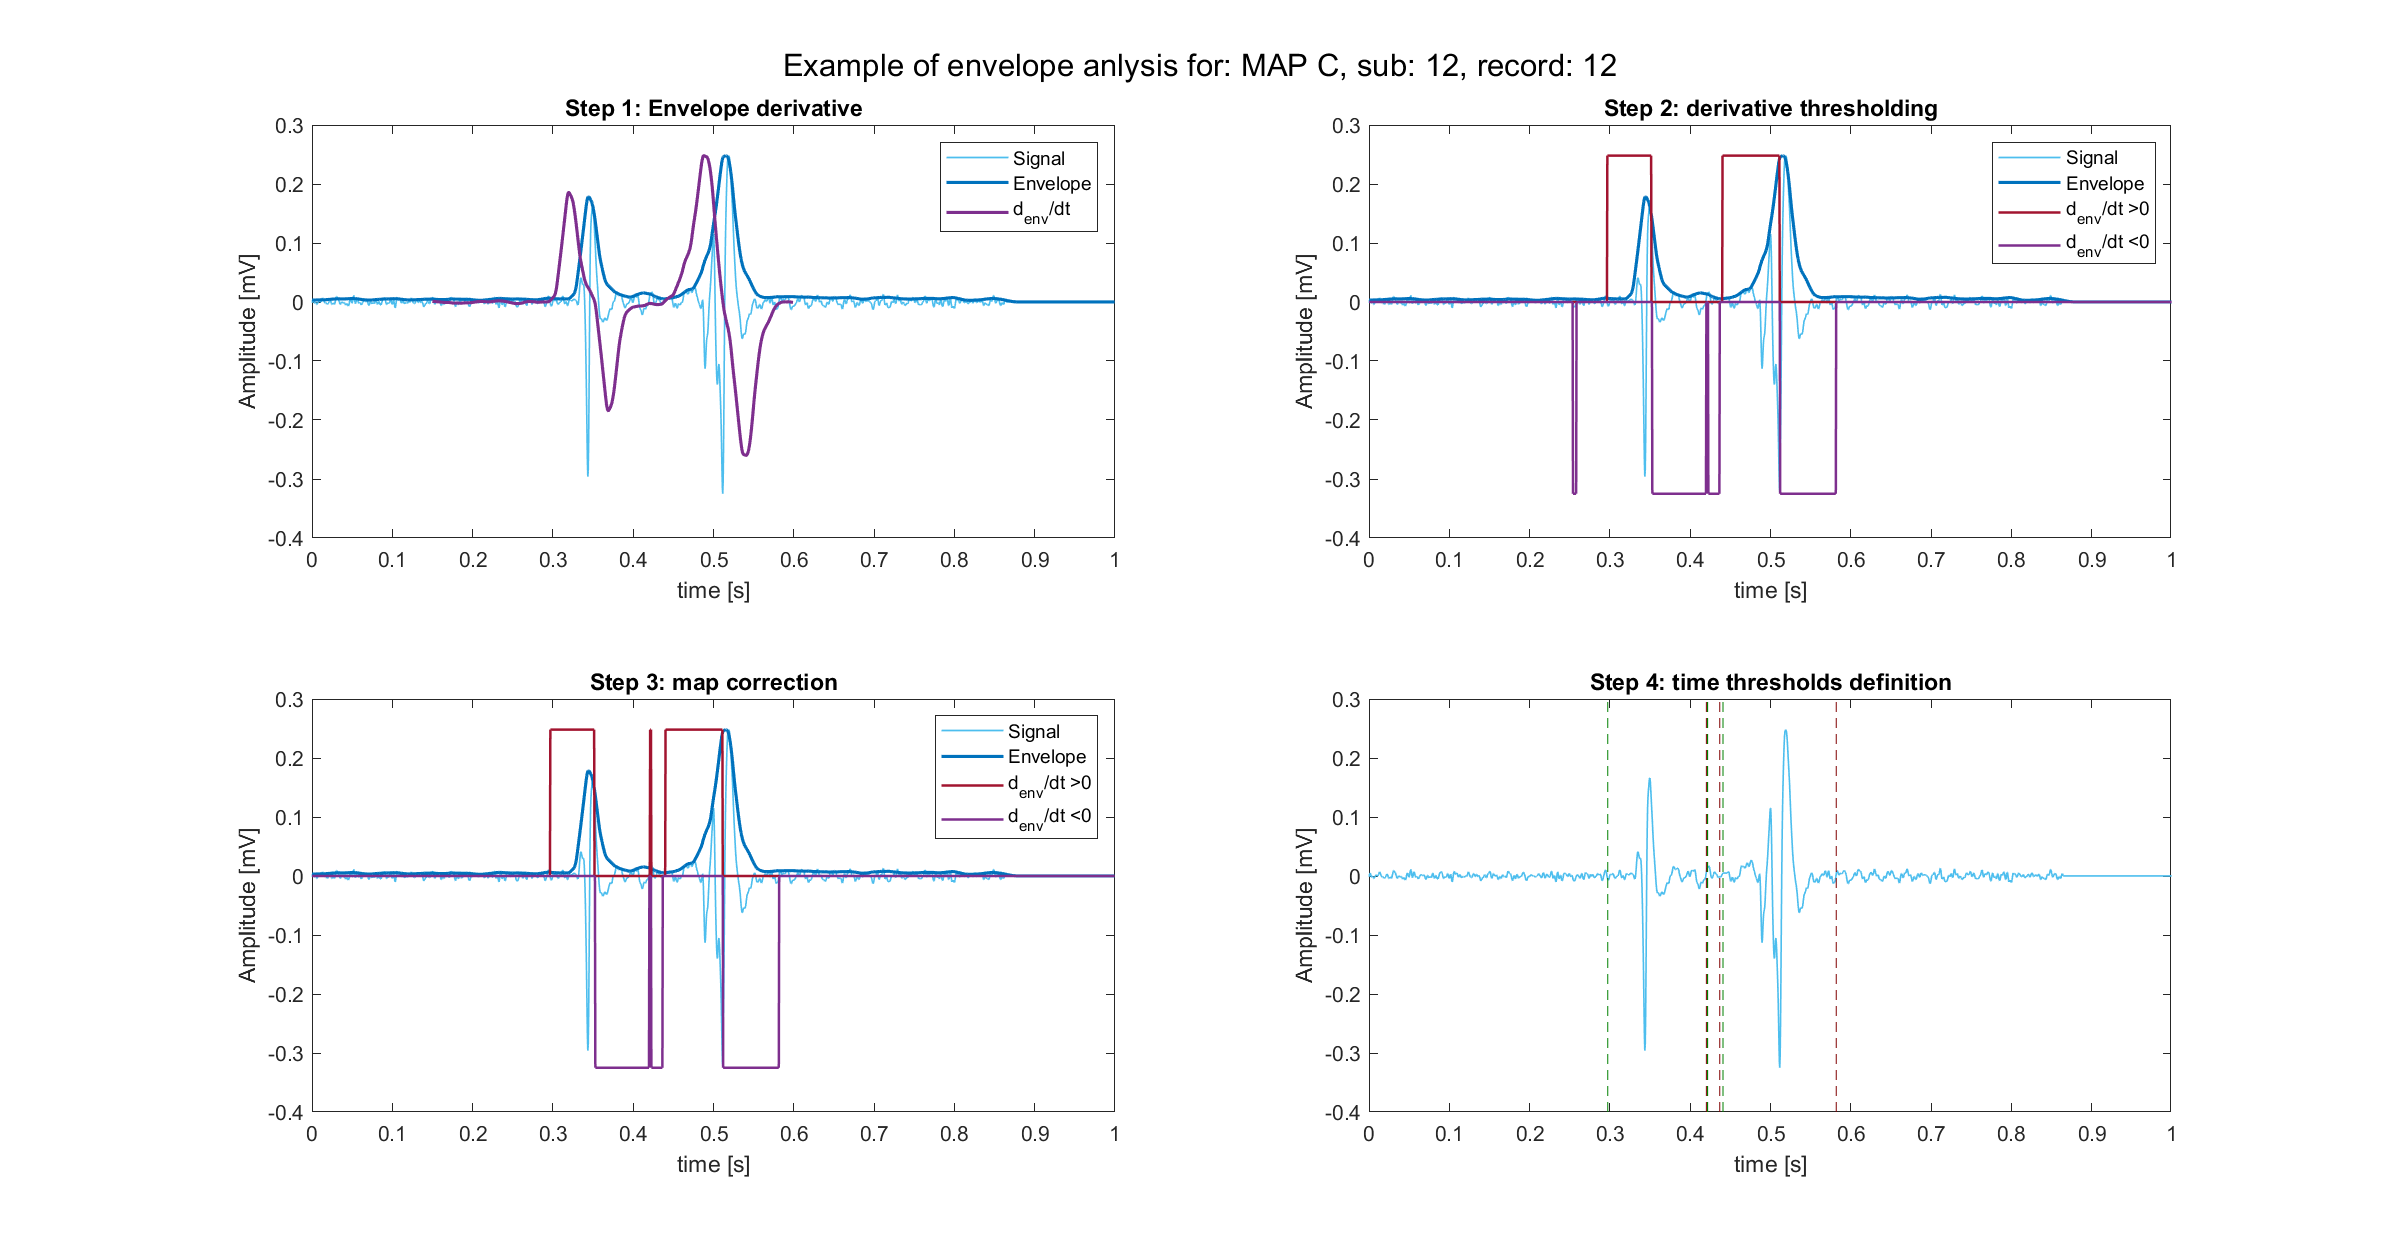 Example of envelope anlysis for: MAP C, sub: 12, record: 12
Step 1: Envelope derivative
0.3
0.2
0.1
0
-0.1
-0.2
-0.3
-0.4
Amplitude [mV]
0 0.1 0.2 0.3 0.4 0.5 0.6 0.7 0.8 0.9 1
time [s]
Signal
Envelope
d_env/dt
Step 2: derivative thresholding
0.3
0.2
0.1
0
-0.1
-0.2
-0.3
-0.4
Amplitude [mV]
0 0.1 0.2 0.3 0.4 0.5 0.6 0.7 0.8 0.9 1
time [s]
Signal
Envelope
d_env/dt >0
d_env/dt <0
Step 3: map correction
0.3
0.2
0.1
0
-0.1
-0.2
-0.3
-0.4
Amplitude [mV]
0 0.1 0.2 0.3 0.4 0.5 0.6 0.7 0.8 0.9 1
time [s]
Signal
Envelope
d_env/dt >0
d_env/dt <0
Step 4: time thresholds definition
0.3
0.2
0.1
0
-0.1
-0.2
-0.3
-0.4
Amplitude [mV]
0 0.1 0.2 0.3 0.4 0.5 0.6 0.7 0.8 0.9 1
time [s]